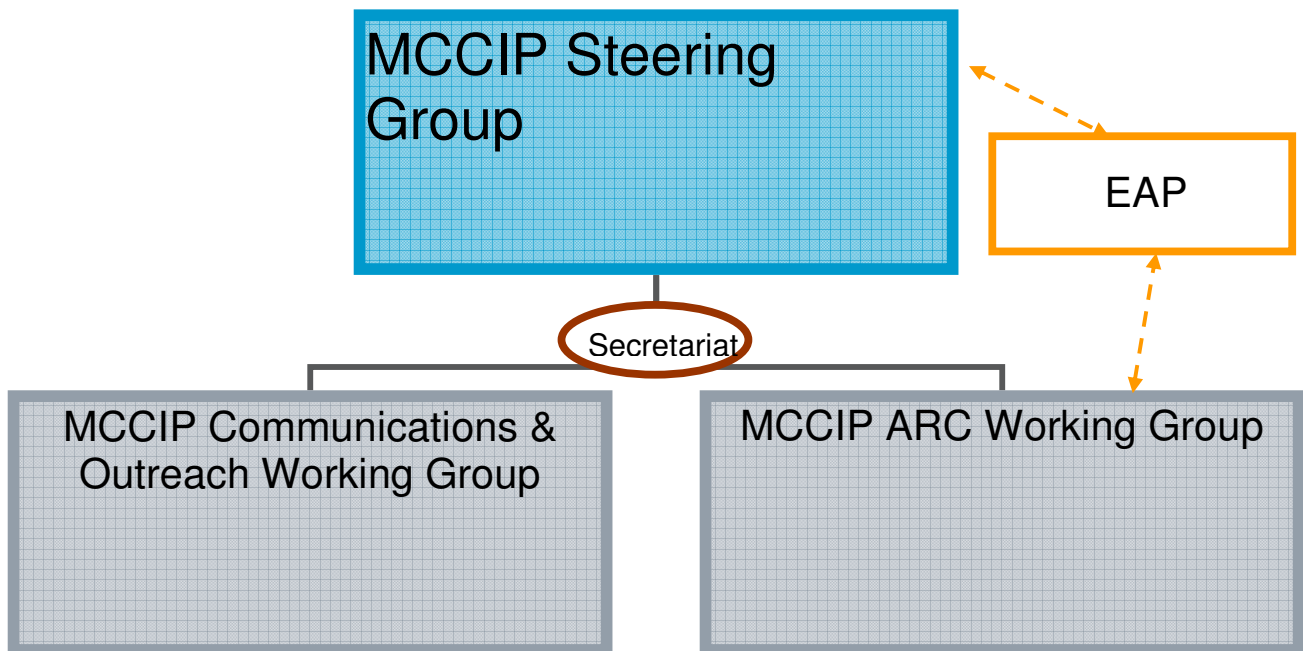 MCCIP Steering
Group
EAP
Secretariat
MCCIP Communications &
Outreach Working Group
MCCIP ARC Working Group